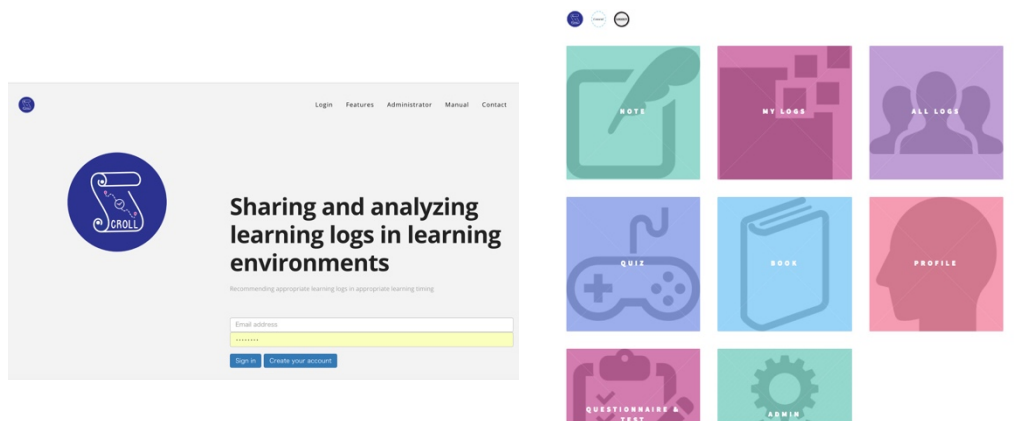 Login Features Administrator Manual Contact
SCROLL
Sharing and analyzing
learning logs in learning
environments
Recommending appropriate learning logs in appropriate learning timing
Email address
Sign in Create your account
NOTE MY LOGS ALL LOGS
QUIZ BOOK PROFILE
QUESTIONNAIRE & ADMIN
TEST